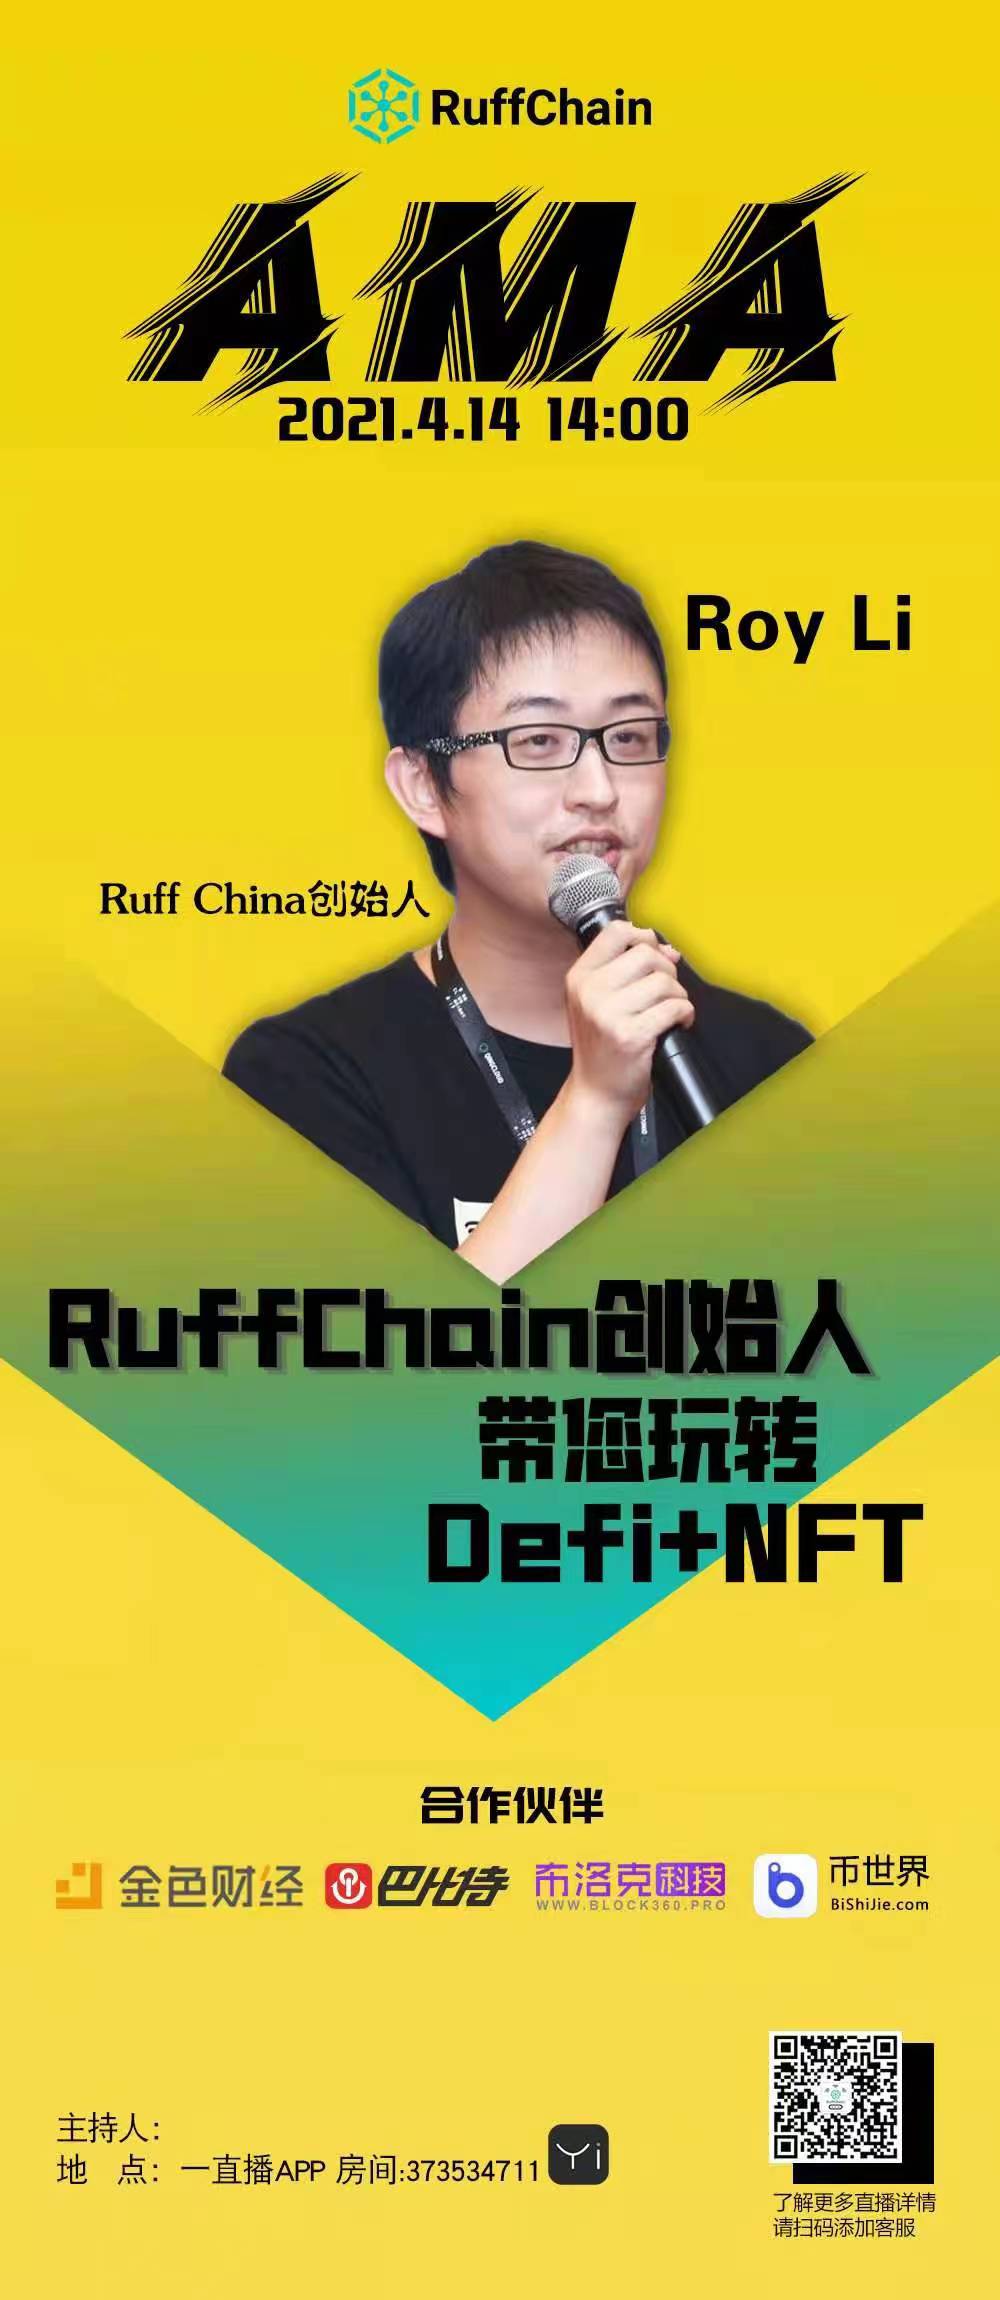 RuffChain
AMA
2021.4.14 14:00
Roy Li
Ruff China创始人
QINGCLOUD
RuffChain创始人
带您玩转
Defi+NFT
合作伙伴
金色财经
巴比特
布洛克科技
WWW.BLOCK360.PRO
币世界
BiShiJie.com
主持人：
地 点：一直播APP 房间:373534711
Yi
了解更多直播详情
请扫码添加客服